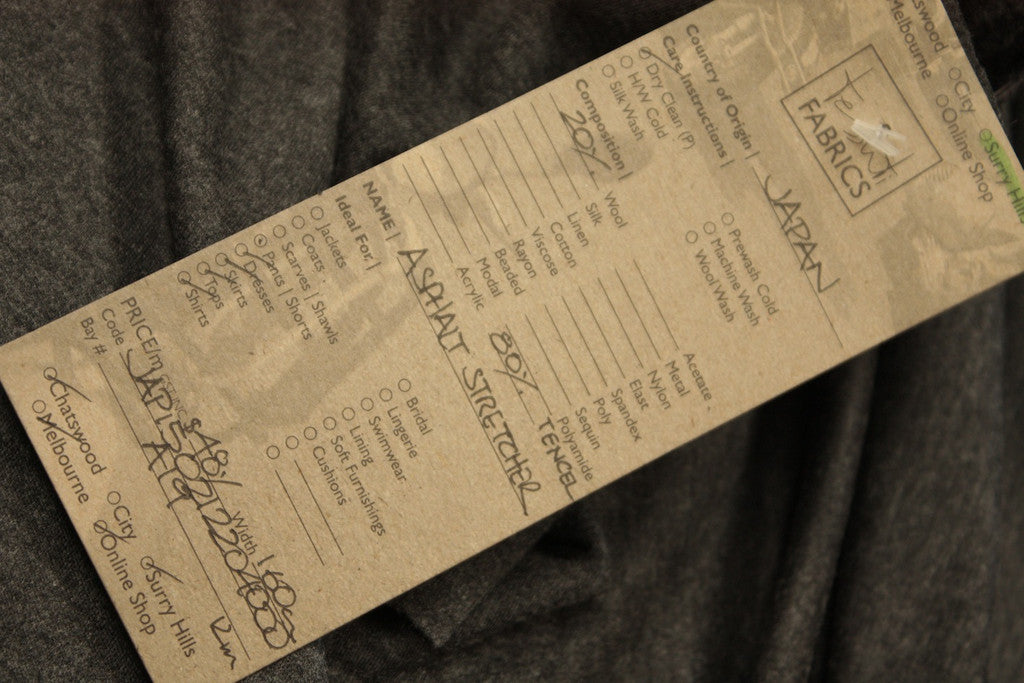 Chatswood
Melbourne
City
Online Shop
Surry Hills
Tessuti
FABRICS
Country of Origin | JAPAN
Care Instructions |
Dry Clean (P)
H/W Cold
Silk Wash
Prewash Cold
Machine Wash
Wool Wash
Composition |
20% Wool
Silk
Linen
Cotton
Viscose
Rayon
Beaded
Modal
Acrylic
Acetate
Metal
Nylon
Elast
Spandex
Poly
Sequin
Polyamide
80% TENCEL
NAME | ASPHALT STRETCHER
Ideal For, |
Jackets
Coats
Scarves | Shawls
Pants | Shorts
Dresses
Skirts
Tops
Shirts
Bridal
Lingerie
Swimwear
Lining
Soft Furnishings
Cushions
PRICE/m $48/ Width |
Code
Bay # A19
2m
Chatswood
Melbourne
City
Online Shop
Surry Hills